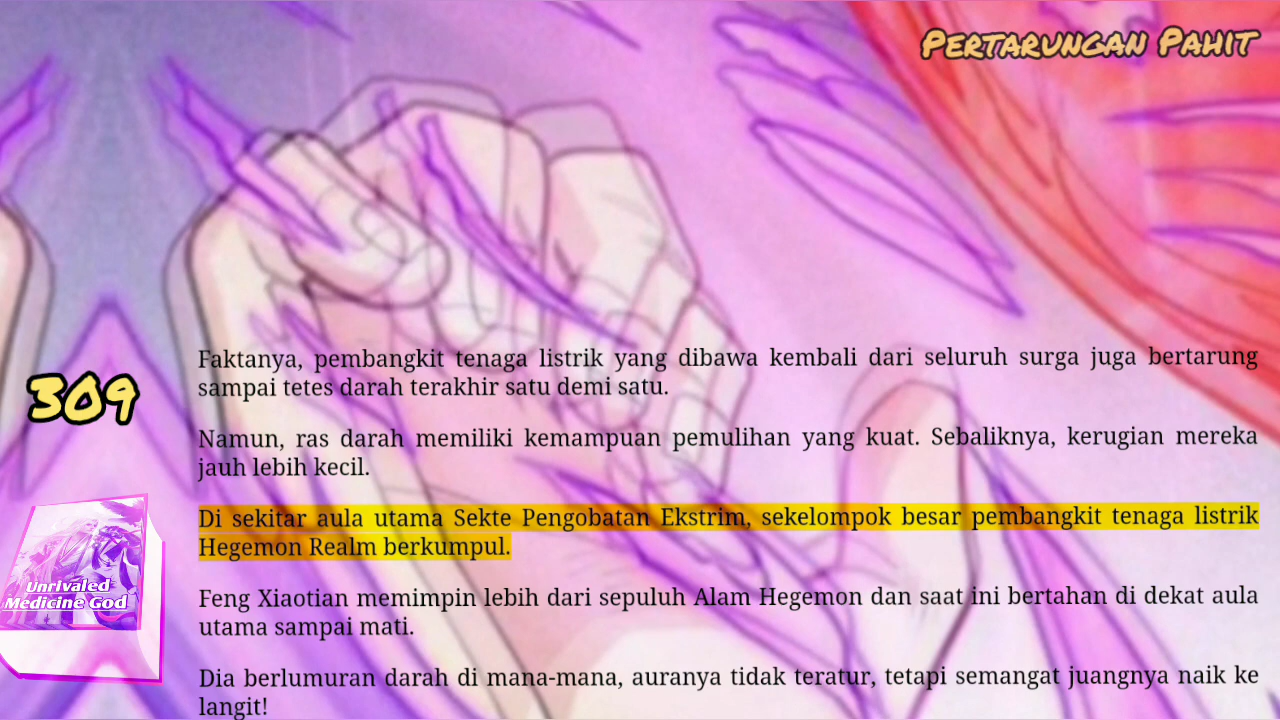 Pertarungan Pahit
Faktanya, pembangkit tenaga listrik yang dibawa kembali dari seluruh surga juga bertarung
sampai tetes darah terakhir satu demi satu.
309
Namun, ras darah memiliki kemampuan pemulihan yang kuat. Sebaliknya, kerugian mereka
jauh lebih kecil.
Di sekitar aula utama Sekte Pengobatan Ekstrim, sekelompok besar pembangkit tenaga listrik
Hegemon Realm berkumpul.
Unrivaled
Medicine God
Feng Xiaotian memimpin lebih dari sepuluh Alam Hegemon dan saat ini bertahan di dekat aula
utama sampai mati.
Dia berlumuran darah di mana-mana, auranya tidak teratur, tetapi semangat juangnya naik ke
langit!